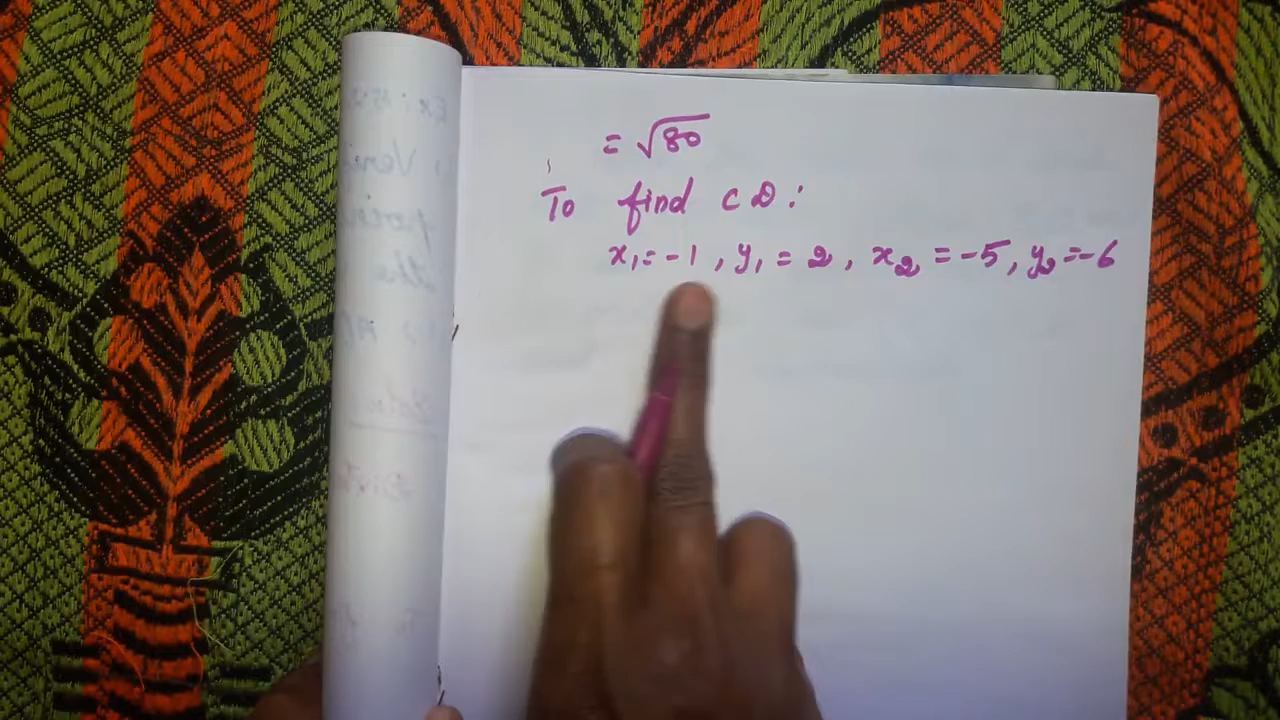 = √80
To find CD:
x₁ = -1, y₁ = 2, x₂ = -5, y₂ = -6